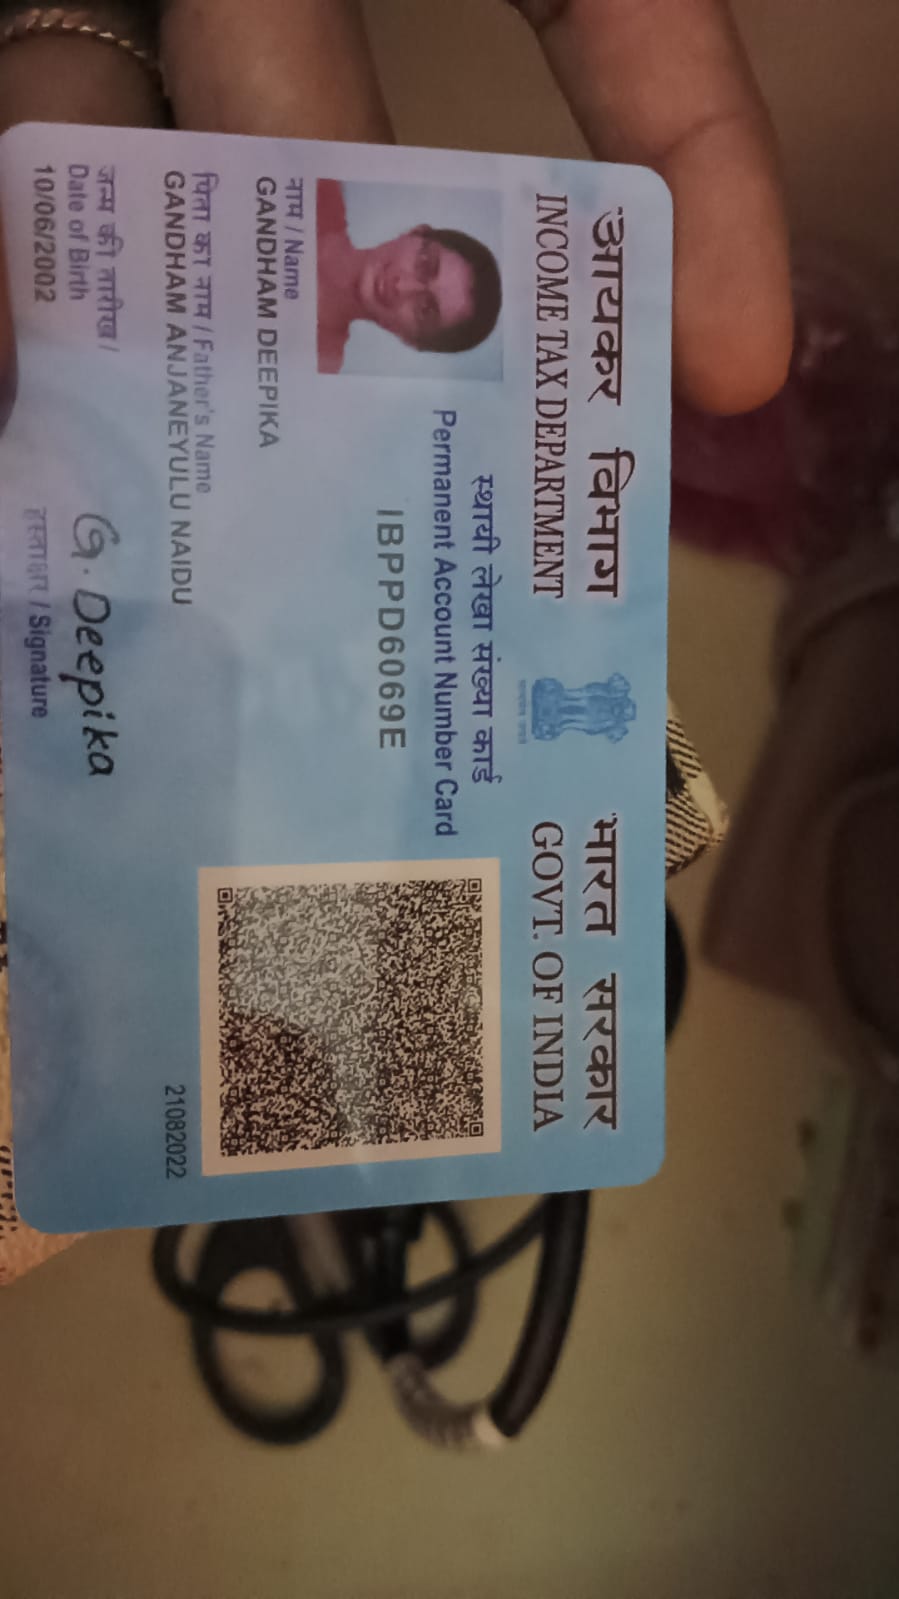 आयकर विभाग
INCOME TAX DEPARTMENT
भारत सरकार
GOVT. OF INDIA
स्थायी लेखा संख्या कार्ड
Permanent Account Number Card
IBPPD6069E
नाम / Name
GANDHAM DEEPIKA
पिता का नाम / Father's Name
GANDHAM ANJANEYULU NAIDU
जन्म की तारीख /
Date of Birth
10/06/2002
G. Deepika
हस्ताक्षर / Signature
21082022